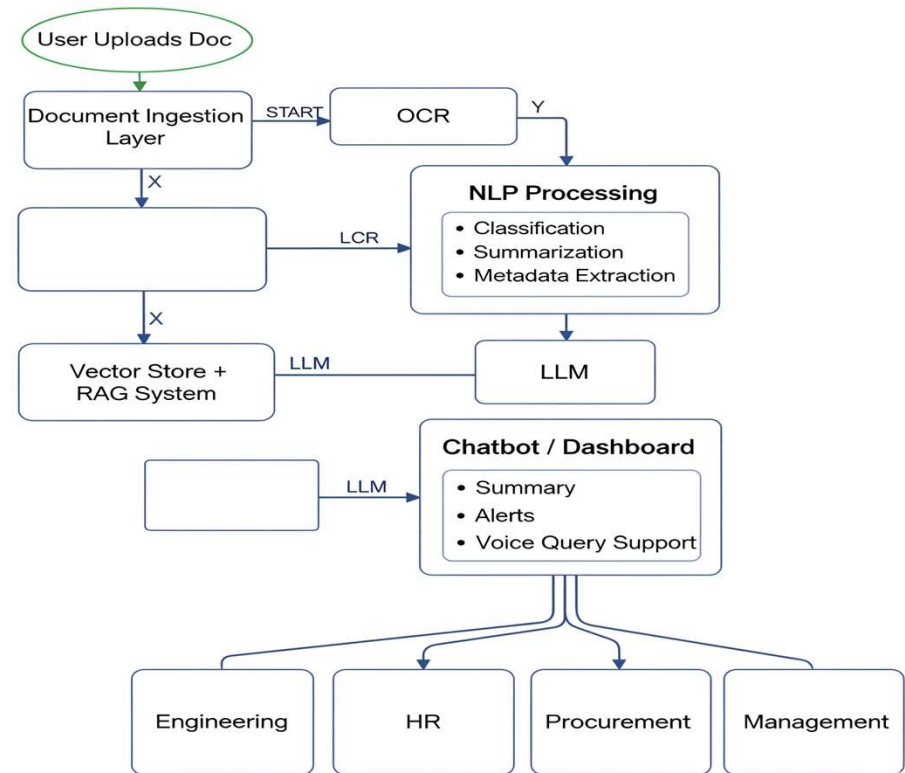 User Uploads Doc
Document Ingestion
Layer
START
OCR
Y
X
NLP Processing
• Classification
• Summarization
• Metadata Extraction
LCR
X
Vector Store +
RAG System
LLM
LLM
Chatbot / Dashboard
• Summary
• Alerts
• Voice Query Support
LLM
Engineering
HR
Procurement
Management